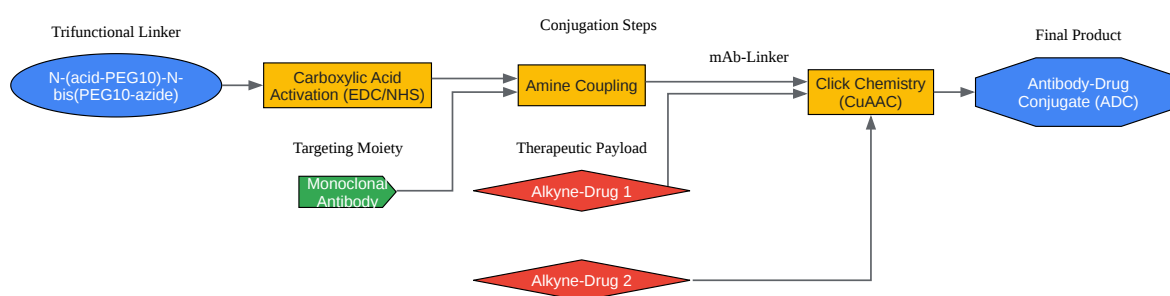 Conjugation Steps
Trifunctional Linker
Final Product
mAb-Linker
N-(acid-PEG10)-N-
bis(PEG10-azide)
Carboxylic Acid
Activation (EDC/NHS)
Amine Coupling
Click Chemistry
(CuAAC)
Antibody-Drug
Conjugate (ADC)
Targeting Moiety
Therapeutic Payload
Monoclonal
Antibody
Alkyne-Drug 1
Alkyne-Drug 2